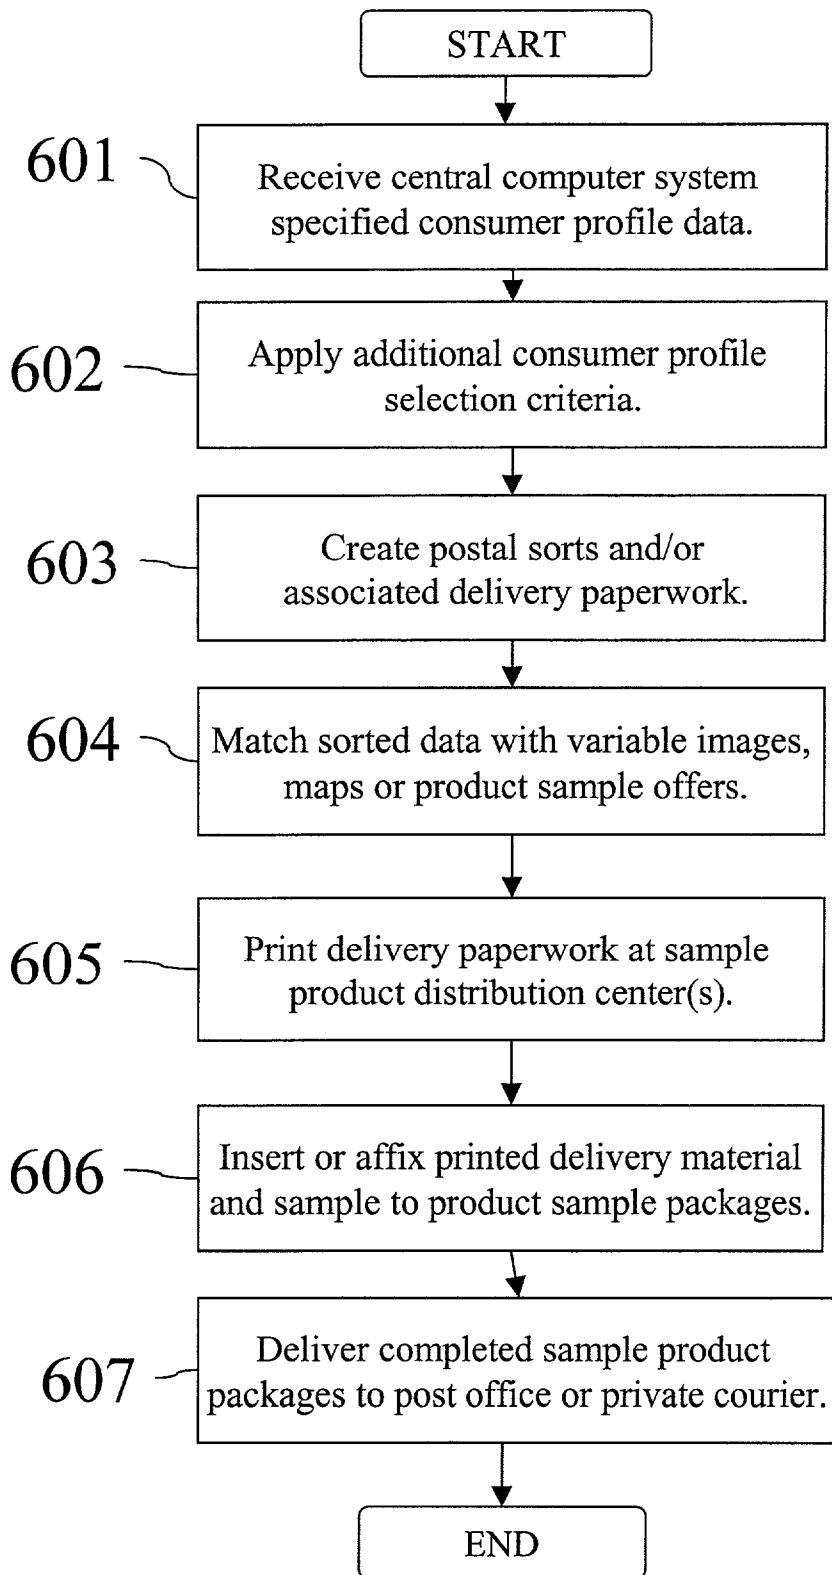 START
601
Receive central computer system
specified consumer profile data.
602
Apply additional consumer profile
selection criteria.
603
Create postal sorts and/or
associated delivery paperwork.
604
Match sorted data with variable images,
maps or product sample offers.
605
Print delivery paperwork at sample
product distribution center(s).
606
Insert or affix printed delivery material
and sample to product sample packages.
607
Deliver completed sample product
packages to post office or private courier.
END